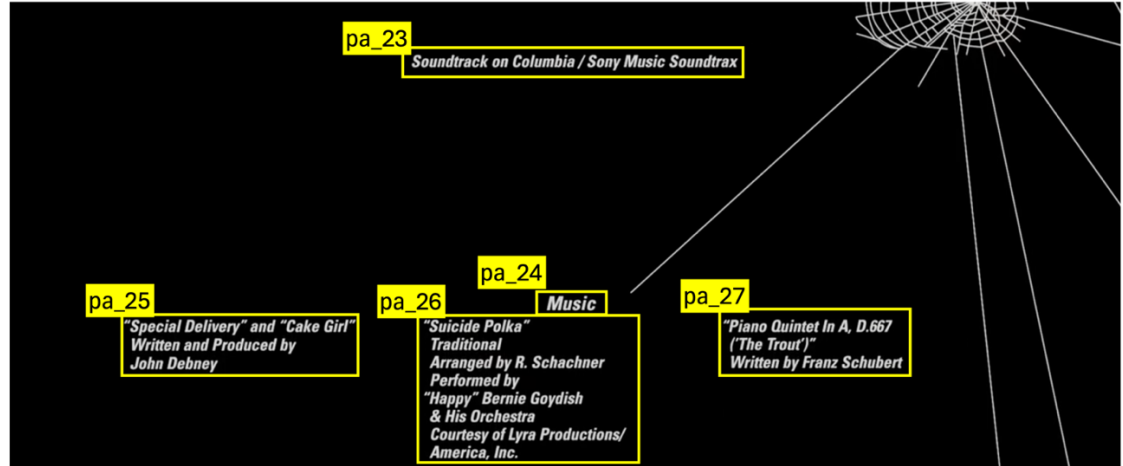 pa_23
Soundtrack on Columbia / Sony Music Soundtrax
pa_24
Music
pa_25
“Special Delivery” and “Cake Girl”
Written and Produced by
John Debney
pa_26
“Suicide Polka”
Traditional
Arranged by R. Schachner
Performed by
“Happy” Bernie Goydish
& His Orchestra
Courtesy of Lyra Productions/
America, Inc.
pa_27
“Piano Quintet In A, D.667
(‘The Trout’)”
Written by Franz Schubert